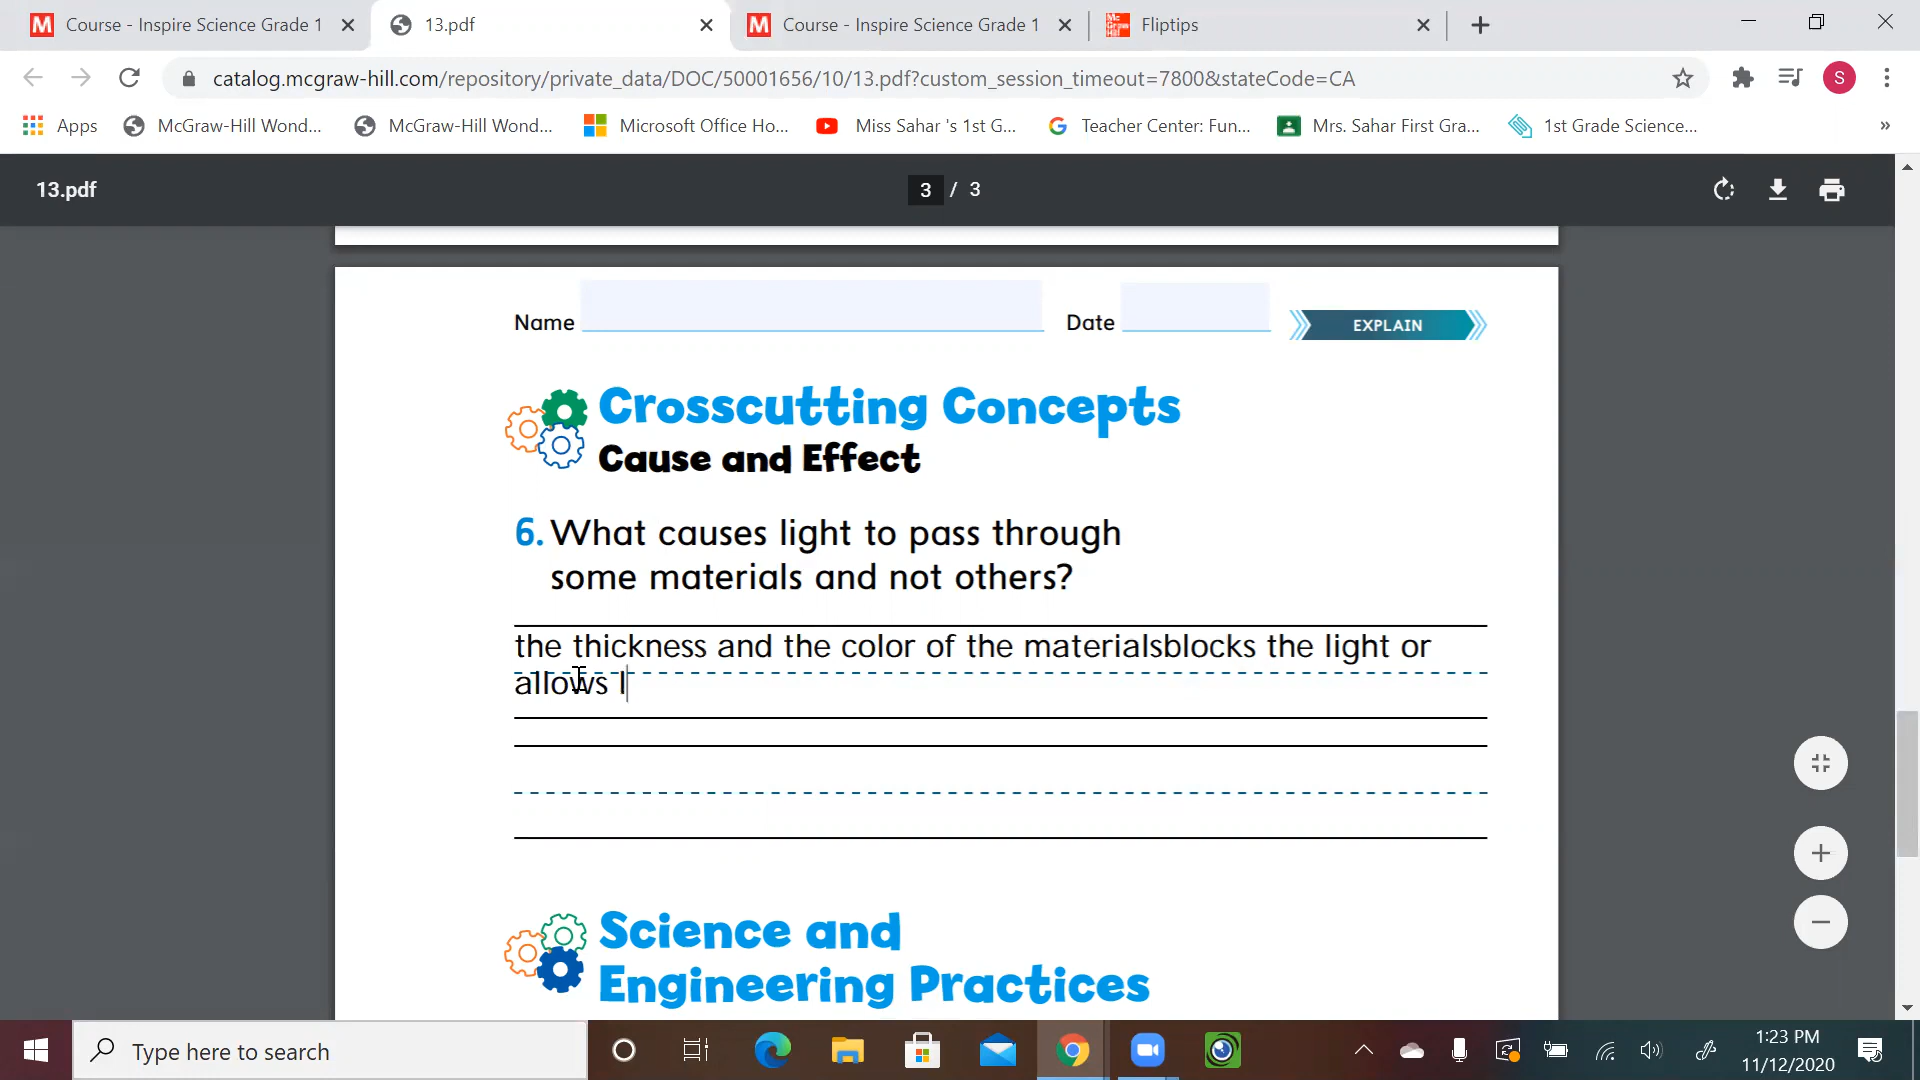 Course - Inspire Science Grade 1
13.pdf
Course - Inspire Science Grade 1
Mc Graw Hill Fliptips
catalog.mcgraw-hill.com/repository/private_data/DOC/50001656/10/13.pdf?custom_session_timeout=7800&stateCode=CA
S
Apps
McGraw-Hill Wond...
McGraw-Hill Wond...
Microsoft Office Ho...
Miss Sahar 's 1st G...
Teacher Center: Fun...
Mrs. Sahar First Gra...
1st Grade Science...
»
13.pdf
3 / 3
Name
Date
EXPLAIN
Crosscutting Concepts
Cause and Effect
6. What causes light to pass through
some materials and not others?
the thickness and the color of the materialsblocks the light or
allows l
Science and
Engineering Practices
Type here to search
1:23 PM
11/12/2020